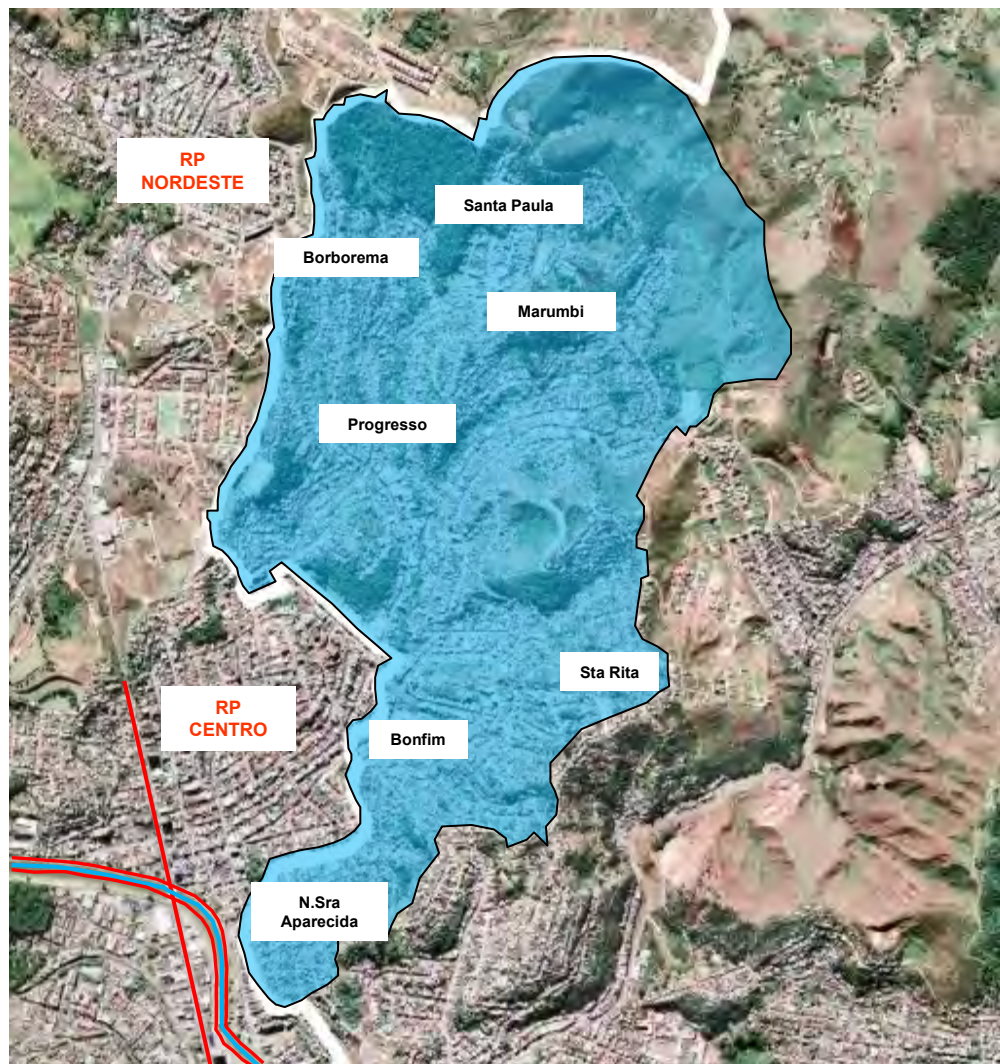 RP
NORDESTE
Santa Paula
Borborema
Marumbi
Progresso
Sta Rita
RP
CENTRO
Bonfim
N.Sra
Aparecida